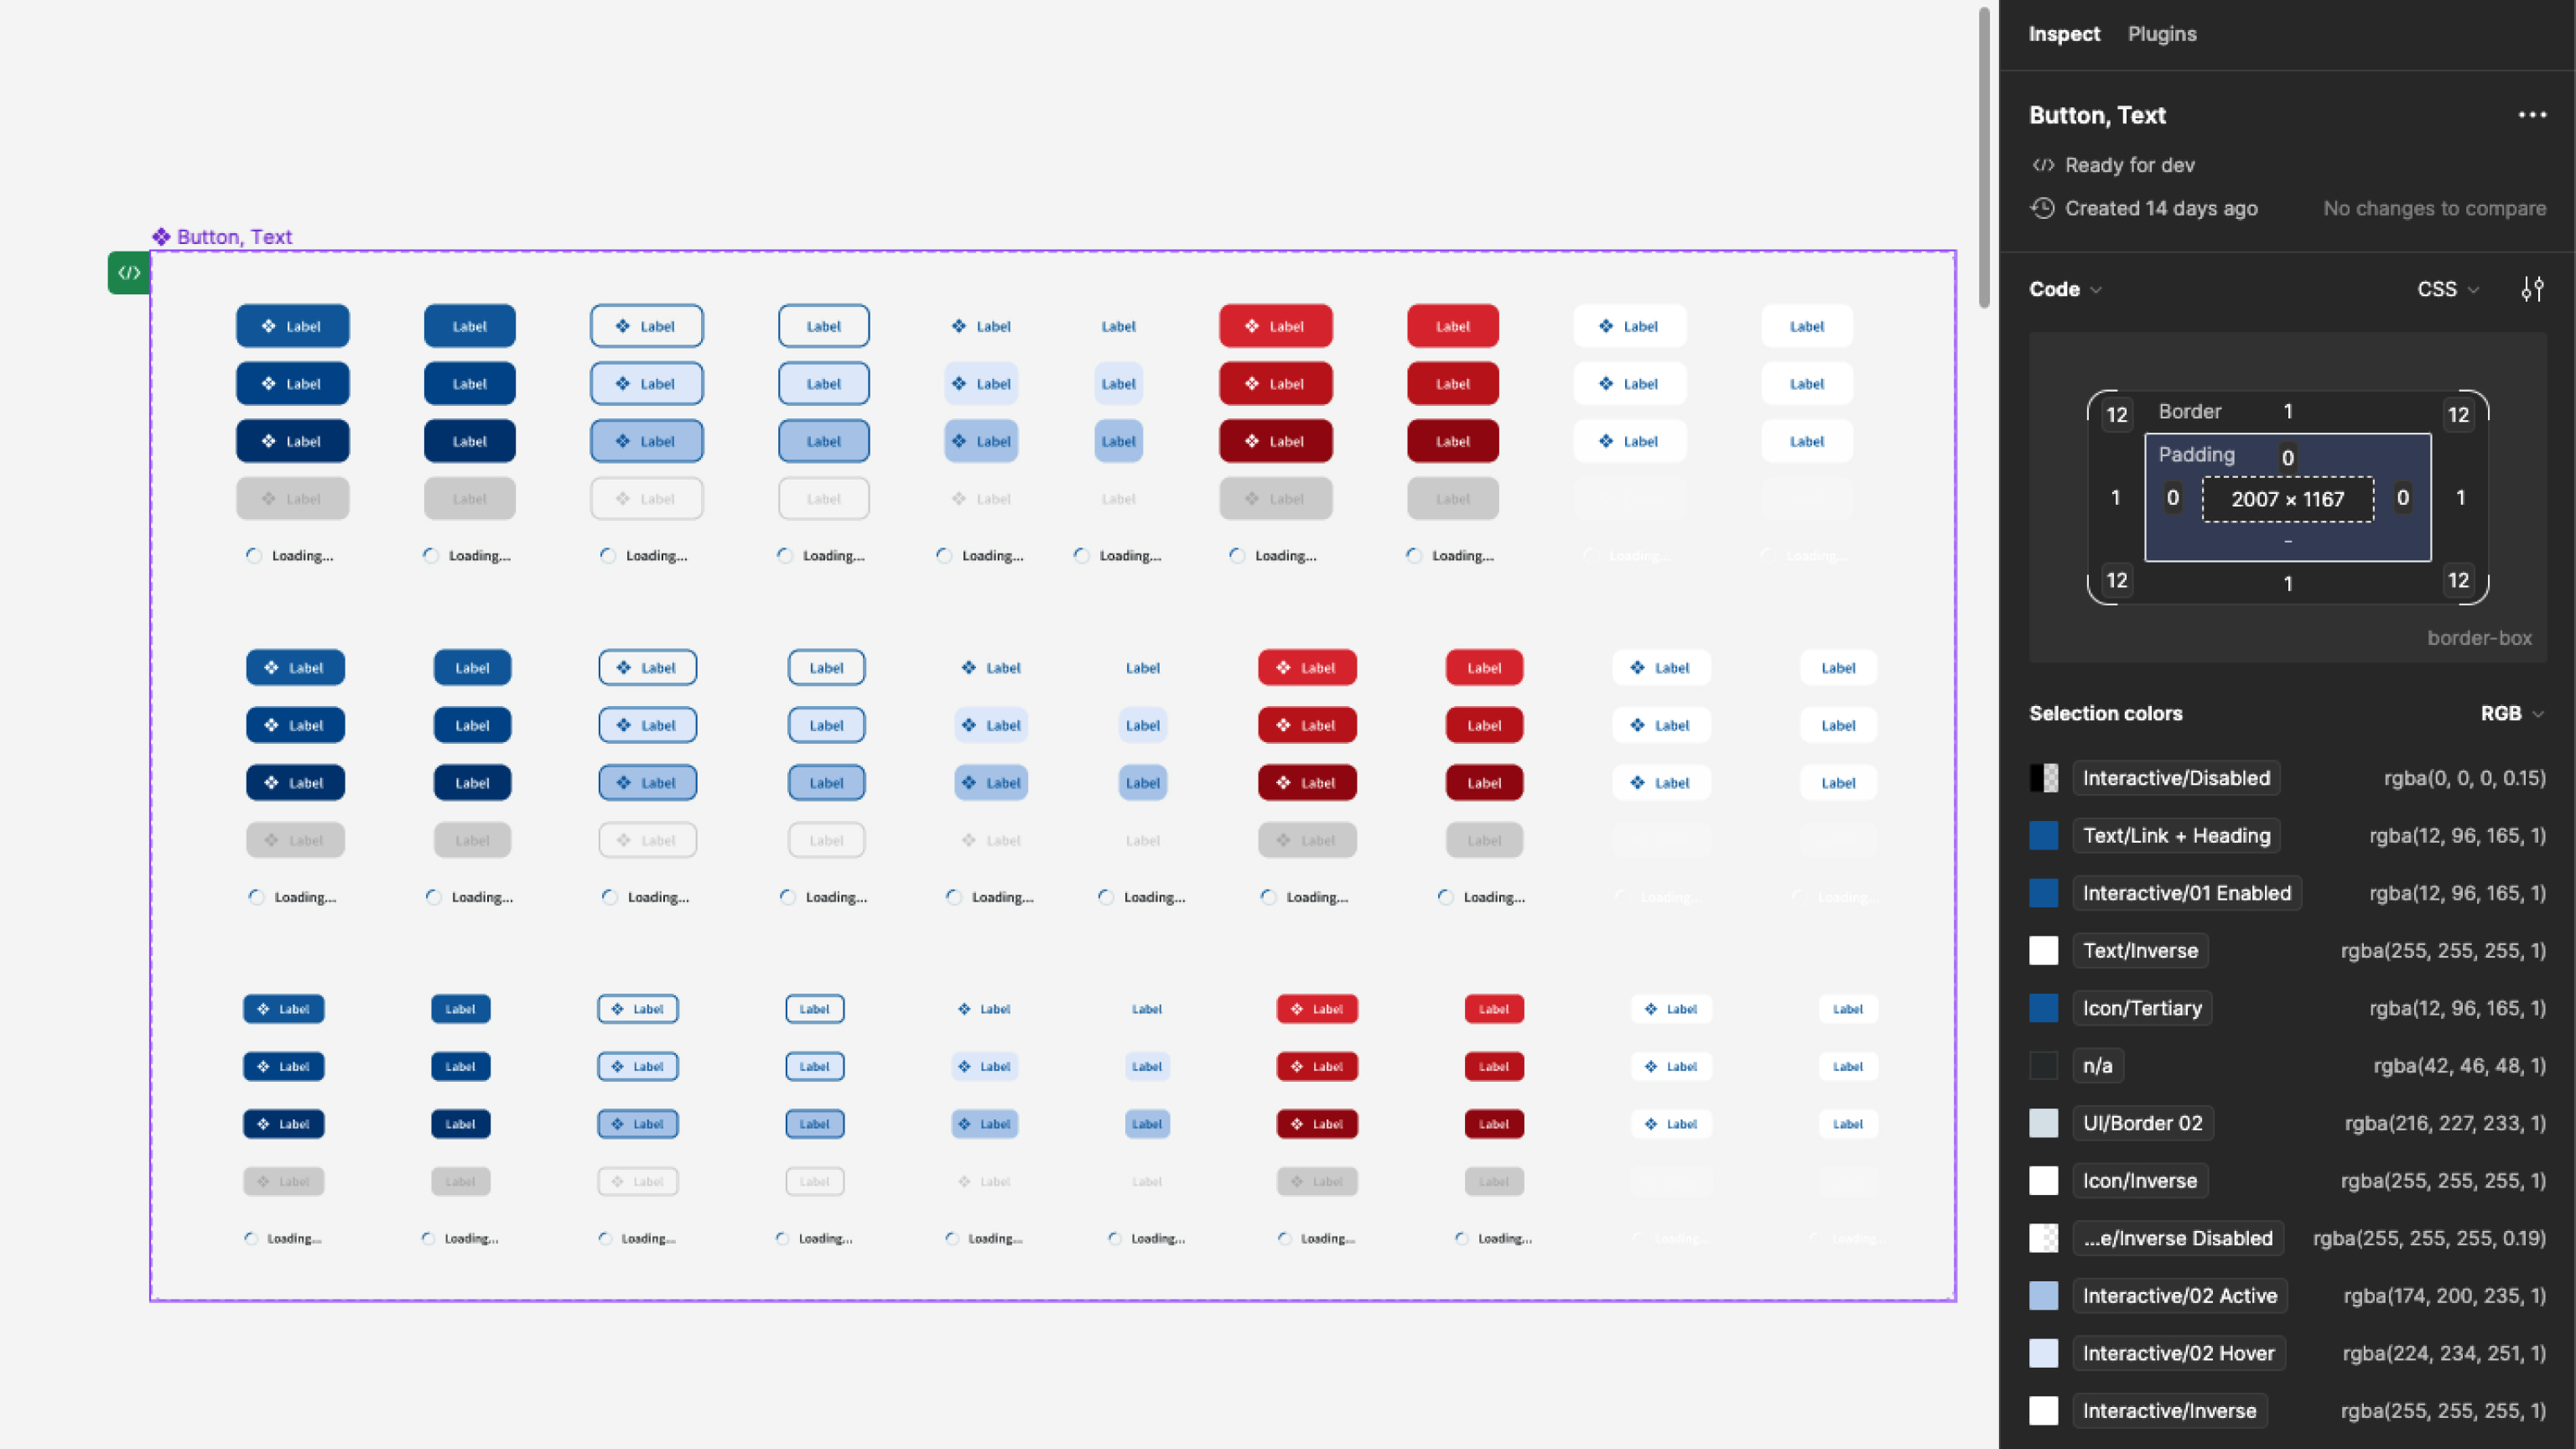 Button, Text
Label Label Label Label Label Label Label Label Label Label
Label Label Label Label Label Label Label Label Label Label
Label Label Label Label Label Label Label Label Label Label
Label Label Label Label Label Label Label Label
Loading... Loading... Loading... Loading... Loading... Loading... Loading... Loading... Loading... Loading...
Label Label Label Label Label Label Label Label Label Label
Label Label Label Label Label Label Label Label Label Label
Label Label Label Label Label Label Label Label Label Label
Label Label Label Label Label Label Label Label
Loading... Loading... Loading... Loading... Loading... Loading... Loading... Loading... Loading... Loading...
Label Label Label Label Label Label Label Label Label Label
Label Label Label Label Label Label Label Label Label Label
Label Label Label Label Label Label Label Label Label Label
Label Label Label Label Label Label Label Label
Loading... Loading... Loading... Loading... Loading... Loading... Loading... Loading... Loading... Loading...
Inspect Plugins
Button, Text
</> Ready for dev
Created 14 days ago No changes to compare
Code CSS
12 Border 1 12
Padding 0
1 0 2007 × 1167 0 1
–
12 1 12
border-box
Selection colors RGB
Interactive/Disabled rgba(0, 0, 0, 0.15)
Text/Link + Heading rgba(12, 96, 165, 1)
Interactive/01 Enabled rgba(12, 96, 165, 1)
Text/Inverse rgba(255, 255, 255, 1)
Icon/Tertiary rgba(12, 96, 165, 1)
n/a rgba(42, 46, 48, 1)
UI/Border 02 rgba(216, 227, 233, 1)
Icon/Inverse rgba(255, 255, 255, 1)
...e/Inverse Disabled rgba(255, 255, 255, 0.19)
Interactive/02 Active rgba(174, 200, 235, 1)
Interactive/02 Hover rgba(224, 234, 251, 1)
Interactive/Inverse rgba(255, 255, 255, 1)